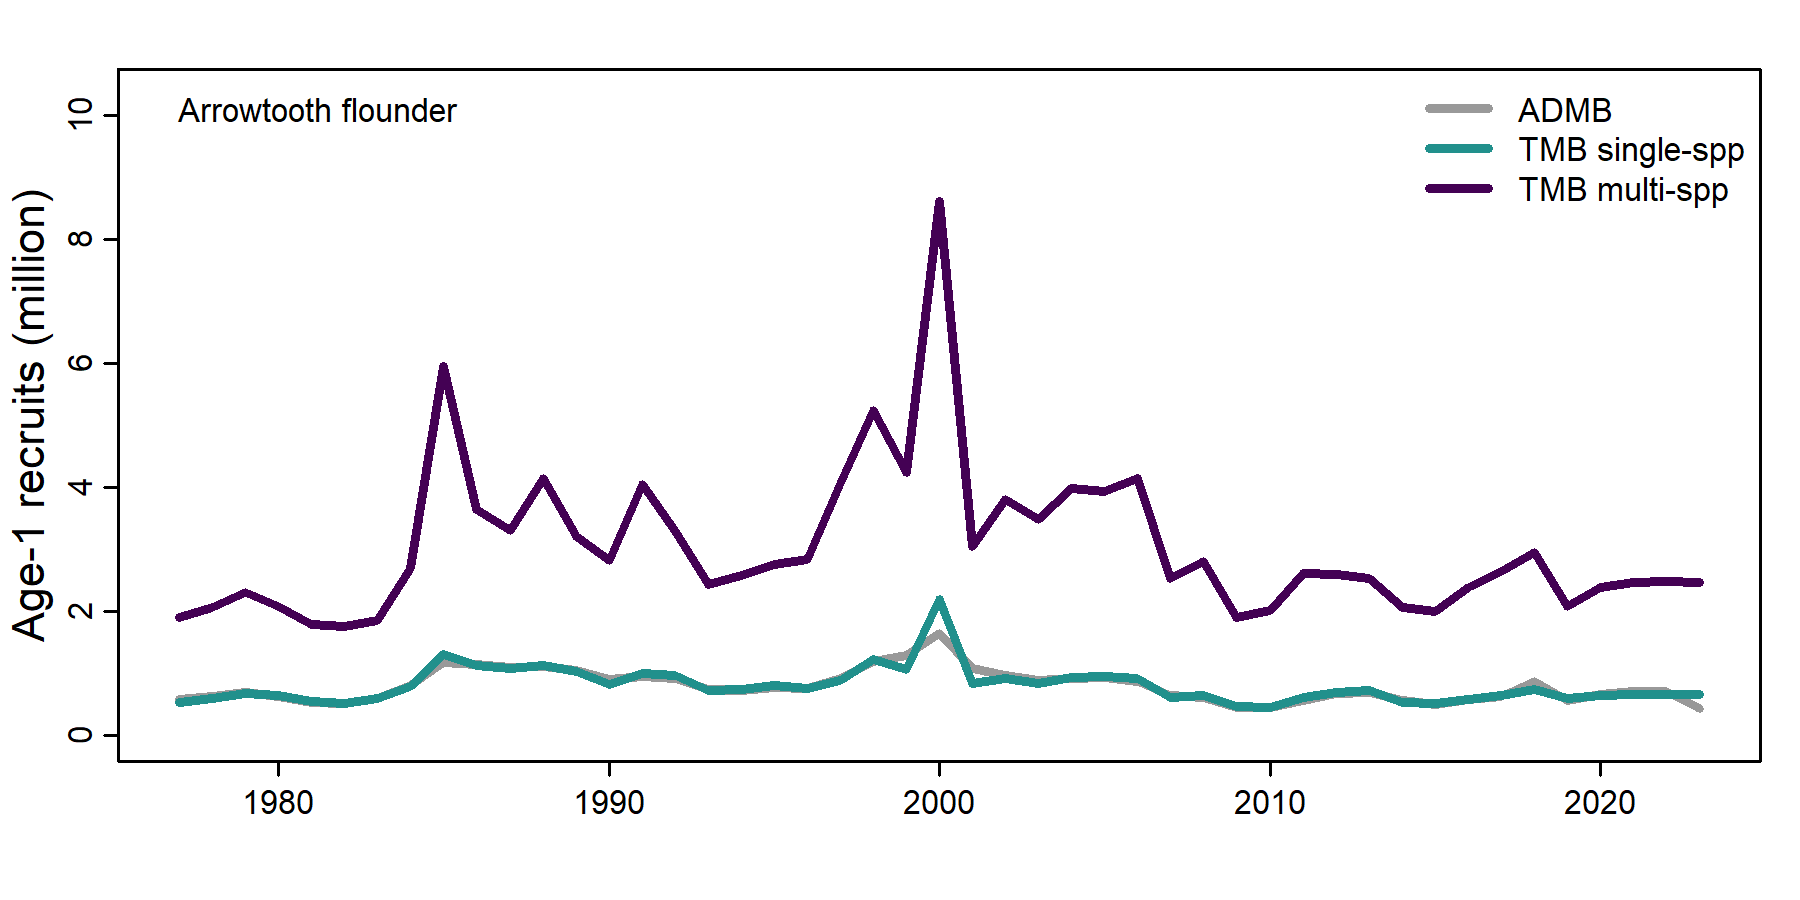 Arrowtooth flounder
ADMB
TMB single-spp
TMB multi-spp
Age-1 recruits (million)
10
8
6
4
2
0
1980 1990 2000 2010 2020